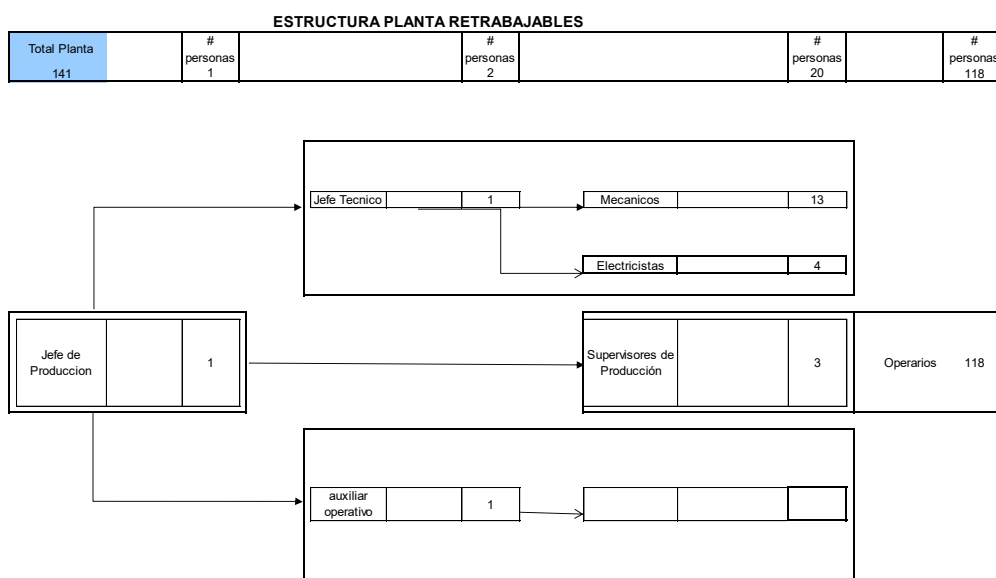 ESTRUCTURA PLANTA RETRABAJABLES
Total Planta
141
#
personas
1
#
personas
2
#
personas
20
#
personas
118
Jefe Tecnico 1 Mecanicos 13
Electricistas 4
Jefe de
Produccion
1
Supervisores de
Producción
3
Operarios 118
auxiliar
operativo
1